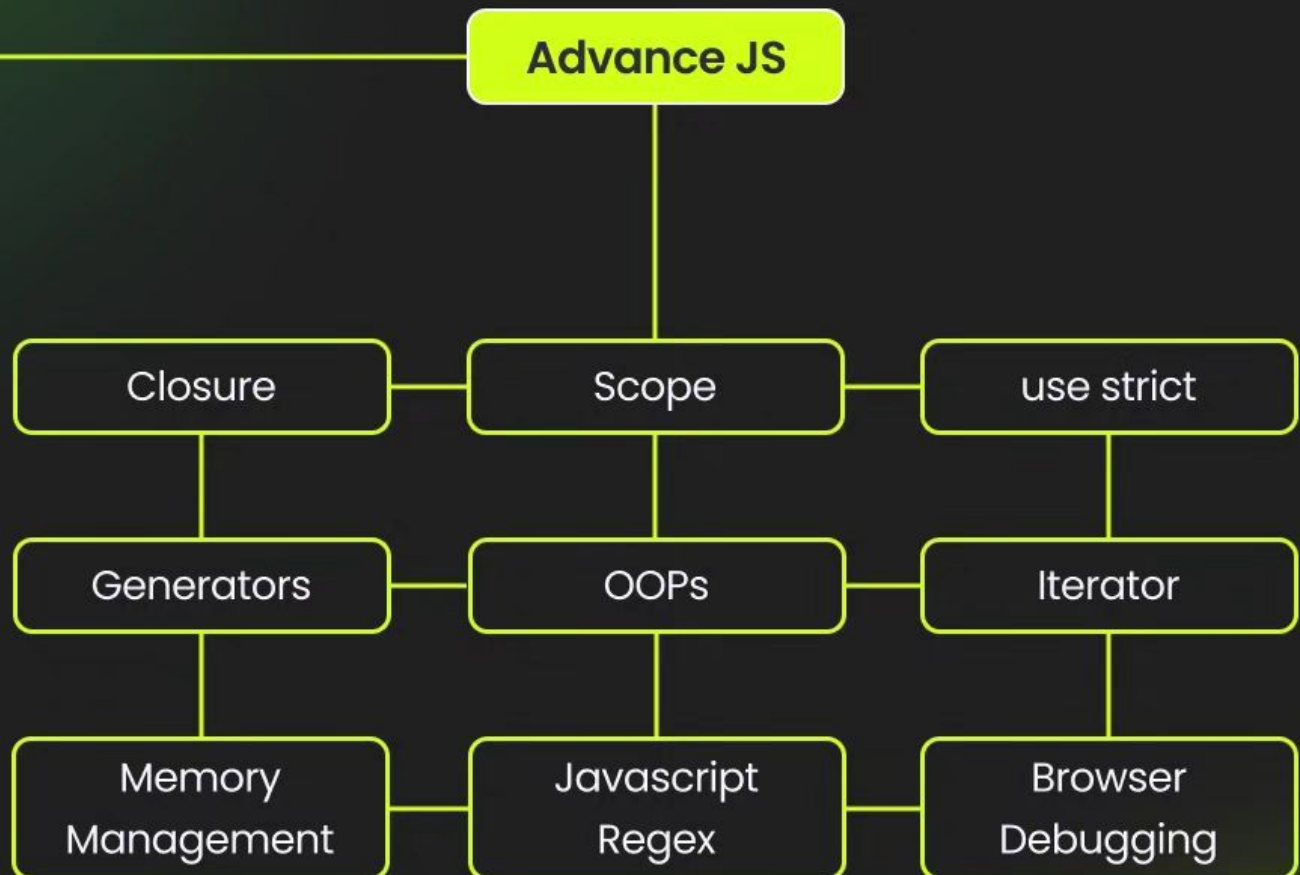 Advance JS
Closure
Scope
use strict
Generators
OOPs
Iterator
Memory
Management
Javascript
Regex
Browser
Debugging